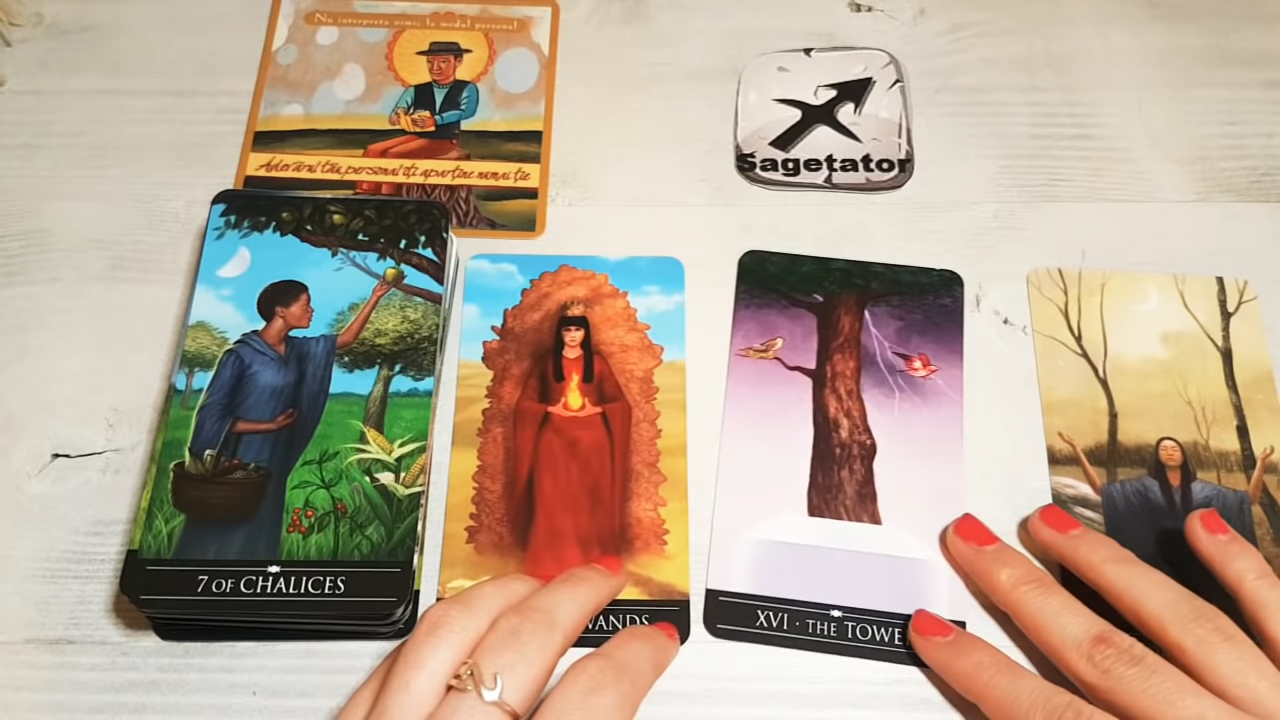 Nu interpreta nimic la modul personal
Adevărul tău personal îți aparține numai ție
Sagetator
7 OF CHALICES
WANDS
XVI · THE TOWE